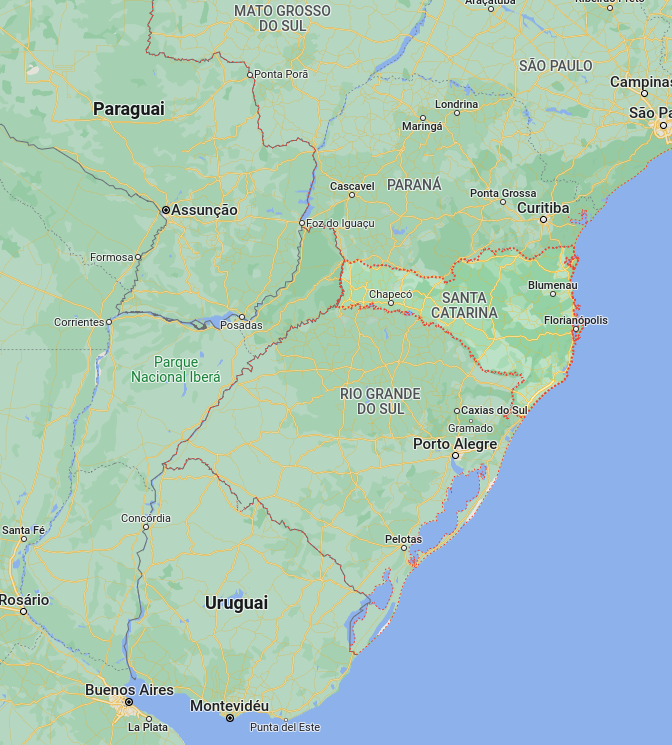 Araçatuba
Ribeirão Preto
MATO GROSSO
DO SUL
SÃO PAULO
Ponta Porã
Campinas
Paraguai
Londrina
São Pa
Maringá
Cascavel
PARANÁ
Ponta Grossa
Assunção
Curitiba
Foz do Iguaçu
Formosa
Blumenau
Chapecó
SANTA
CATARINA
Corrientes
Posadas
Florianópolis
Parque
Nacional Iberá
RIO GRANDE
DO SUL
Caxias do Sul
Gramado
Porto Alegre
Concórdia
Santa Fé
Pelotas
Rosário
Uruguai
Buenos Aires
Montevidéu
La Plata
Punta del Este